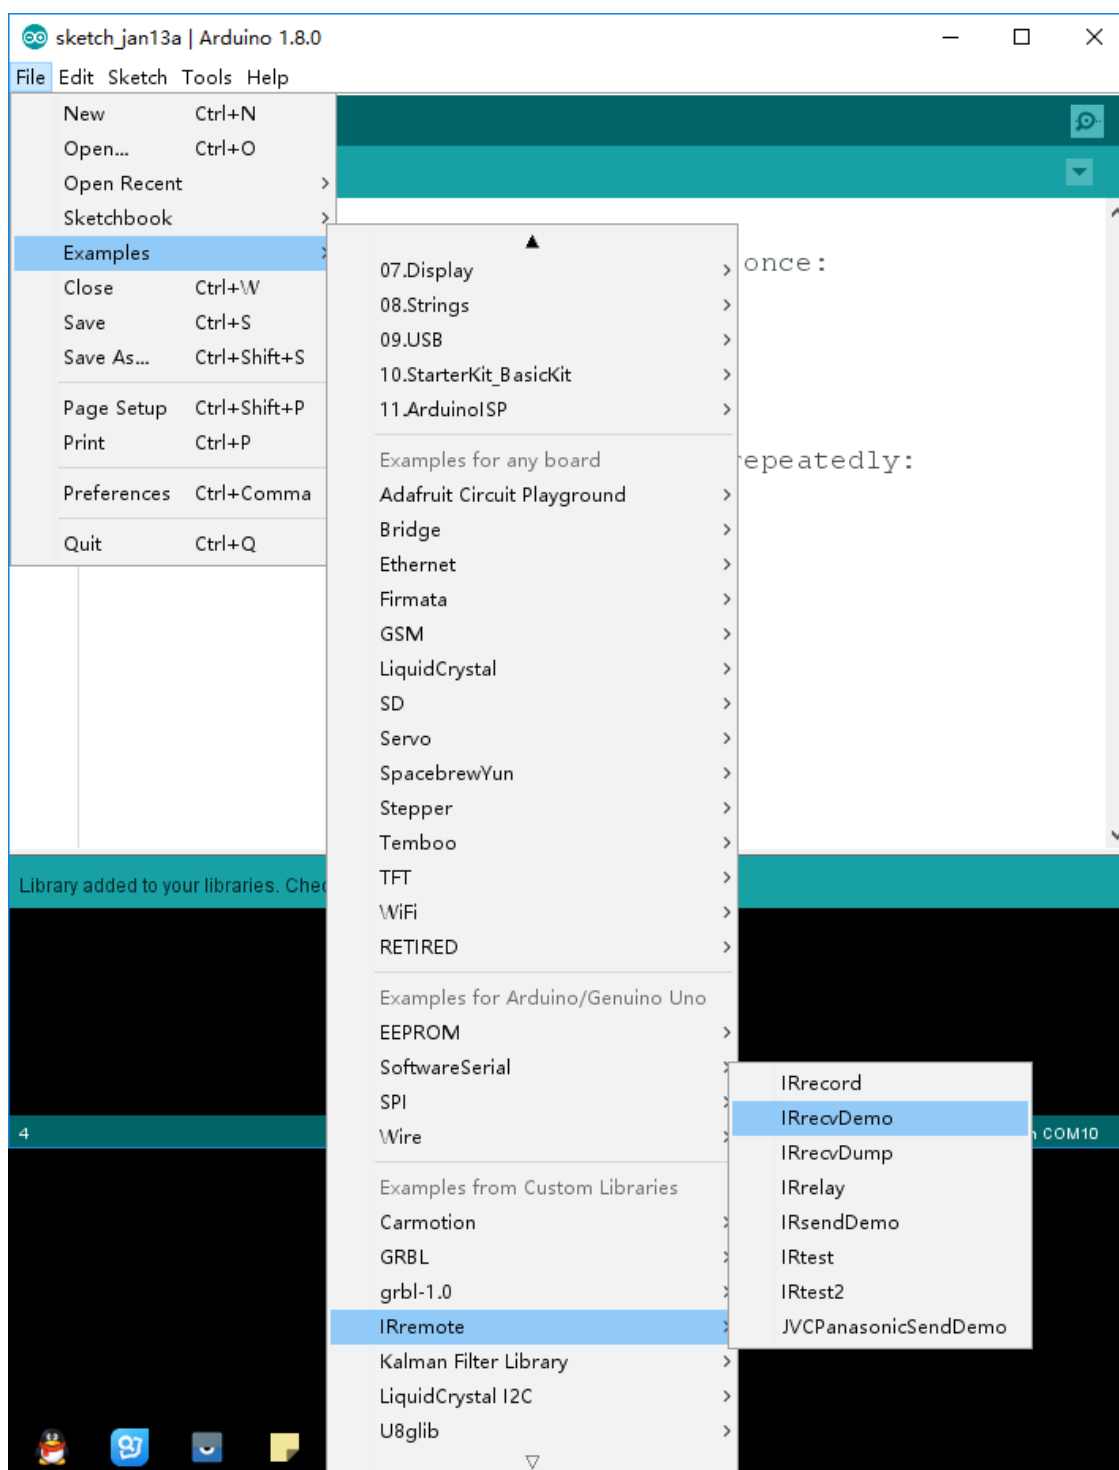 sketch_jan13a | Arduino 1.8.0
File Edit Sketch Tools Help
New Ctrl+N
Open... Ctrl+O
Open Recent
Sketchbook
Examples
Close Ctrl+W
Save Ctrl+S
Save As... Ctrl+Shift+S
Page Setup Ctrl+Shift+P
Print Ctrl+P
Preferences Ctrl+Comma
Quit Ctrl+Q
once:
repeatedly:
07.Display
08.Strings
09.USB
10.StarterKit_BasicKit
11.ArduinoISP
Examples for any board
Adafruit Circuit Playground
Bridge
Ethernet
Firmata
GSM
LiquidCrystal
SD
Servo
SpacebrewYun
Stepper
Temboo
TFT
WiFi
RETIRED
Examples for Arduino/Genuino Uno
EEPROM
SoftwareSerial
SPI
Wire
Examples from Custom Libraries
Carmotion
GRBL
grbl-1.0
IRremote
Kalman Filter Library
LiquidCrystal I2C
U8glib
IRrecord
IRrecvDemo
IRrecvDump
IRrelay
IRsendDemo
IRtest
IRtest2
JVCPanasonicSendDemo
Library added to your libraries.
4
COM10